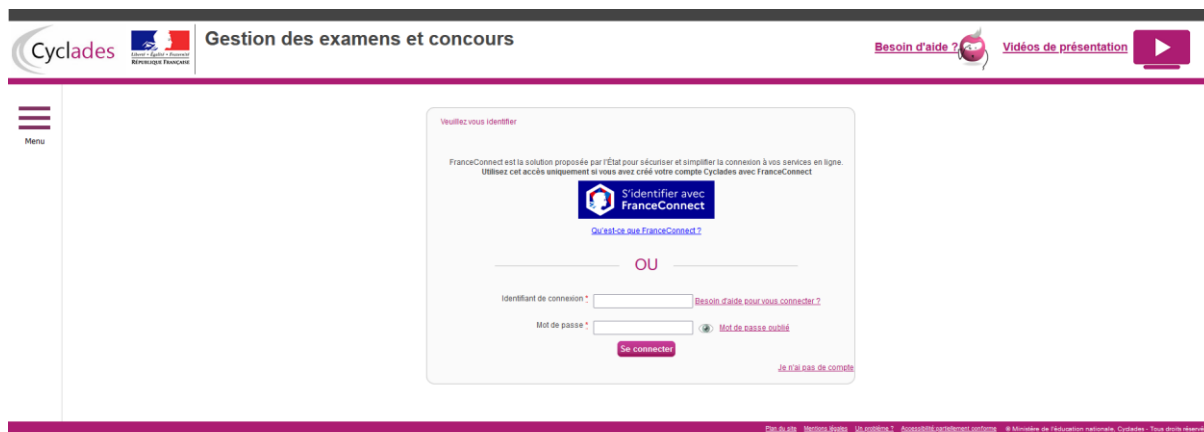 Cyclades
Liberté • Égalité • Fraternité
RÉPUBLIQUE FRANÇAISE
Gestion des examens et concours
Besoin d'aide ?
Vidéos de présentation
Menu
Veuillez vous identifier
FranceConnect est la solution proposée par l'État pour sécuriser et simplifier la connexion à vos services en ligne.
Utilisez cet accès uniquement si vous avez créé votre compte Cyclades avec FranceConnect
S'identifier avec
FranceConnect
Qu'est-ce que FranceConnect ?
OU
Identifiant de connexion * Besoin d'aide pour vous connecter ?
Mot de passe * Mot de passe oublié
Se connecter
Je n'ai pas de compte
Plan du site Mentions légales Un problème ? Accessibilité partiellement conforme © Ministère de l'éducation nationale, Cyclades - Tous droits